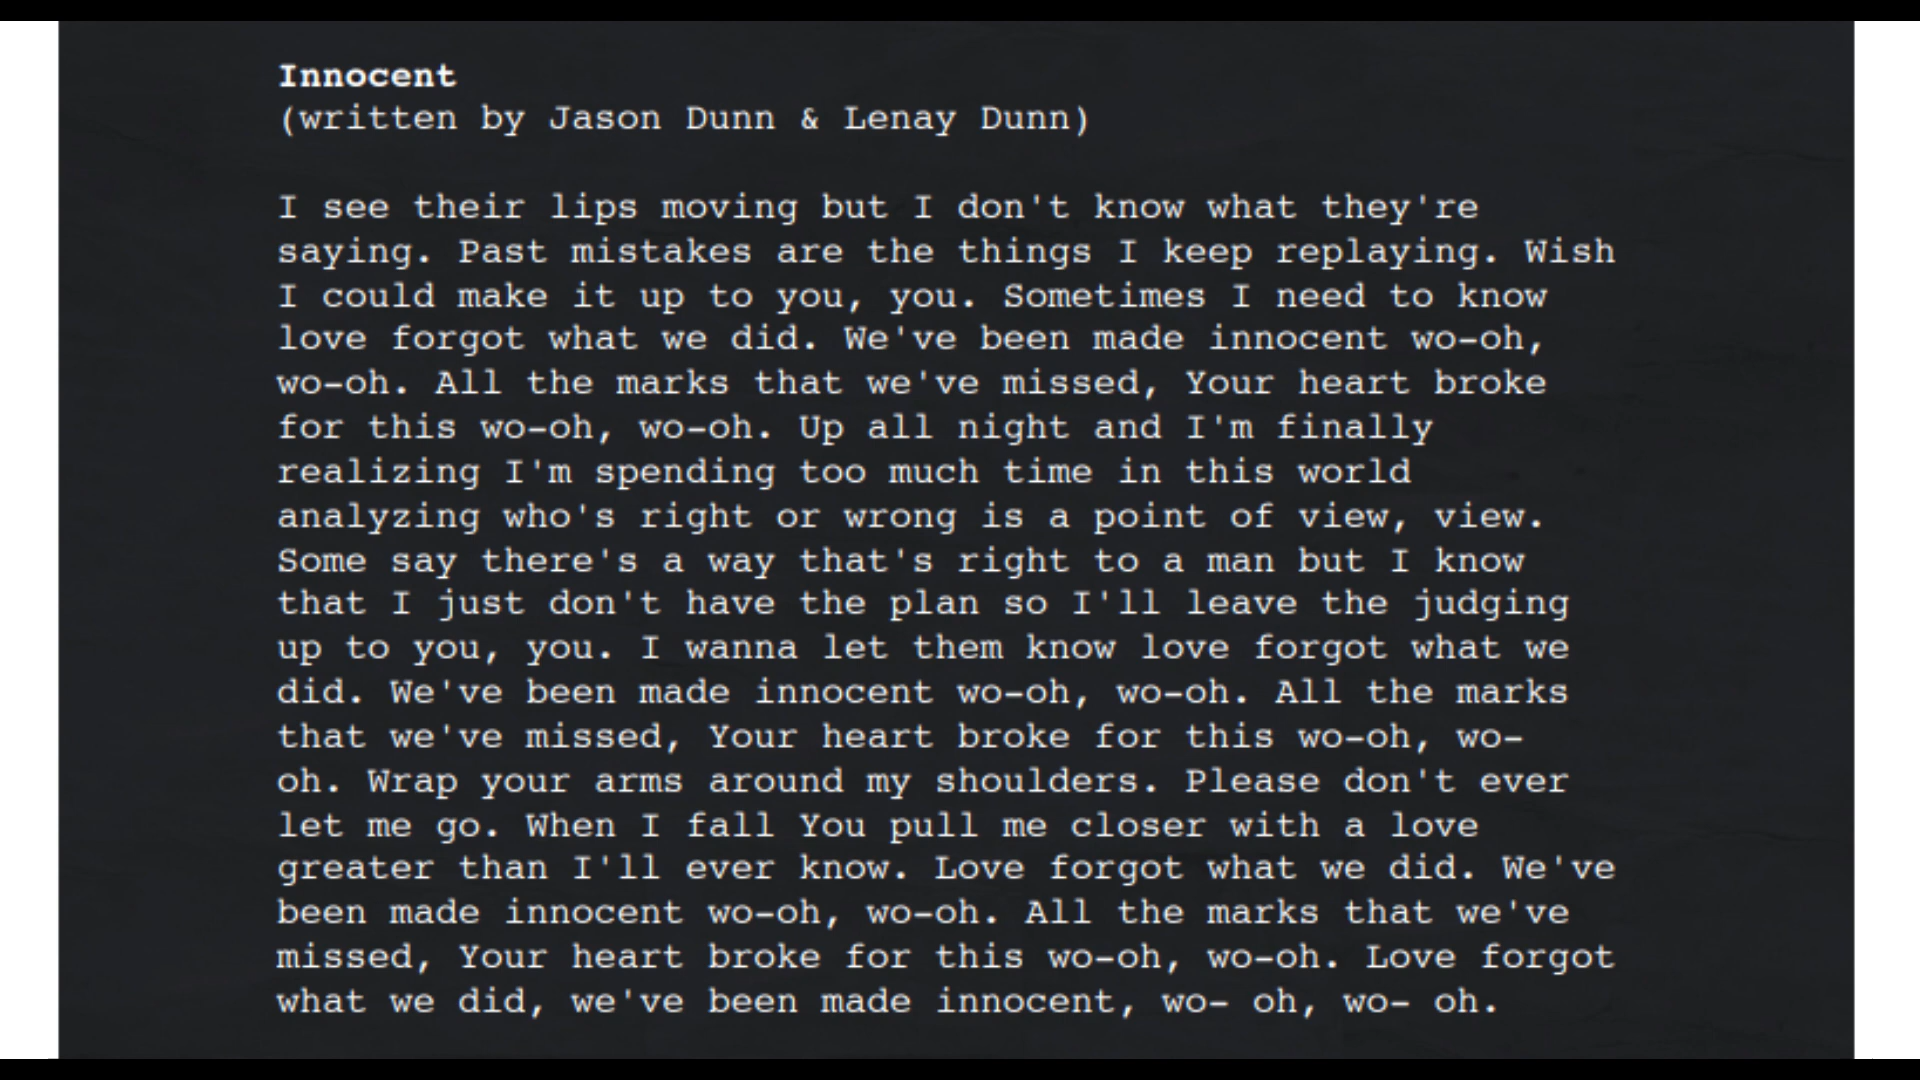 Innocent
(written by Jason Dunn & Lenay Dunn)
I see their lips moving but I don't know what they're
saying. Past mistakes are the things I keep replaying. Wish
I could make it up to you, you. Sometimes I need to know
love forgot what we did. We've been made innocent wo-oh,
wo-oh. All the marks that we've missed, Your heart broke
for this wo-oh, wo-oh. Up all night and I'm finally
realizing I'm spending too much time in this world
analyzing who's right or wrong is a point of view, view.
Some say there's a way that's right to a man but I know
that I just don't have the plan so I'll leave the judging
up to you, you. I wanna let them know love forgot what we
did. We've been made innocent wo-oh, wo-oh. All the marks
that we've missed, Your heart broke for this wo-oh, wo-
oh. Wrap your arms around my shoulders. Please don't ever
let me go. When I fall You pull me closer with a love
greater than I'll ever know. Love forgot what we did. We've
been made innocent wo-oh, wo-oh. All the marks that we've
missed, Your heart broke for this wo-oh, wo-oh. Love forgot
what we did, we've been made innocent, wo- oh, wo- oh.